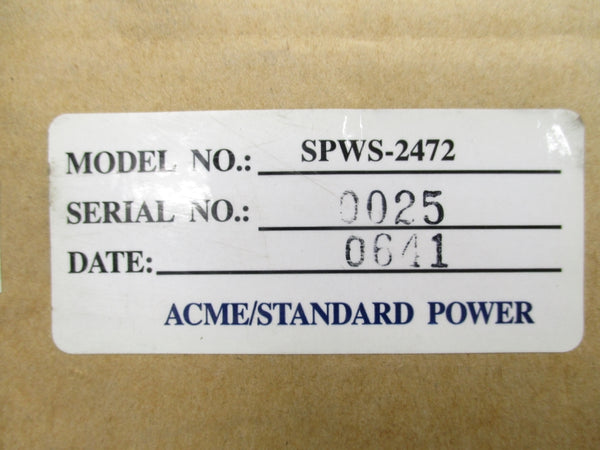 MODEL NO.: SPWS-2472
SERIAL NO.: 0025
DATE: 0641
ACME/STANDARD POWER